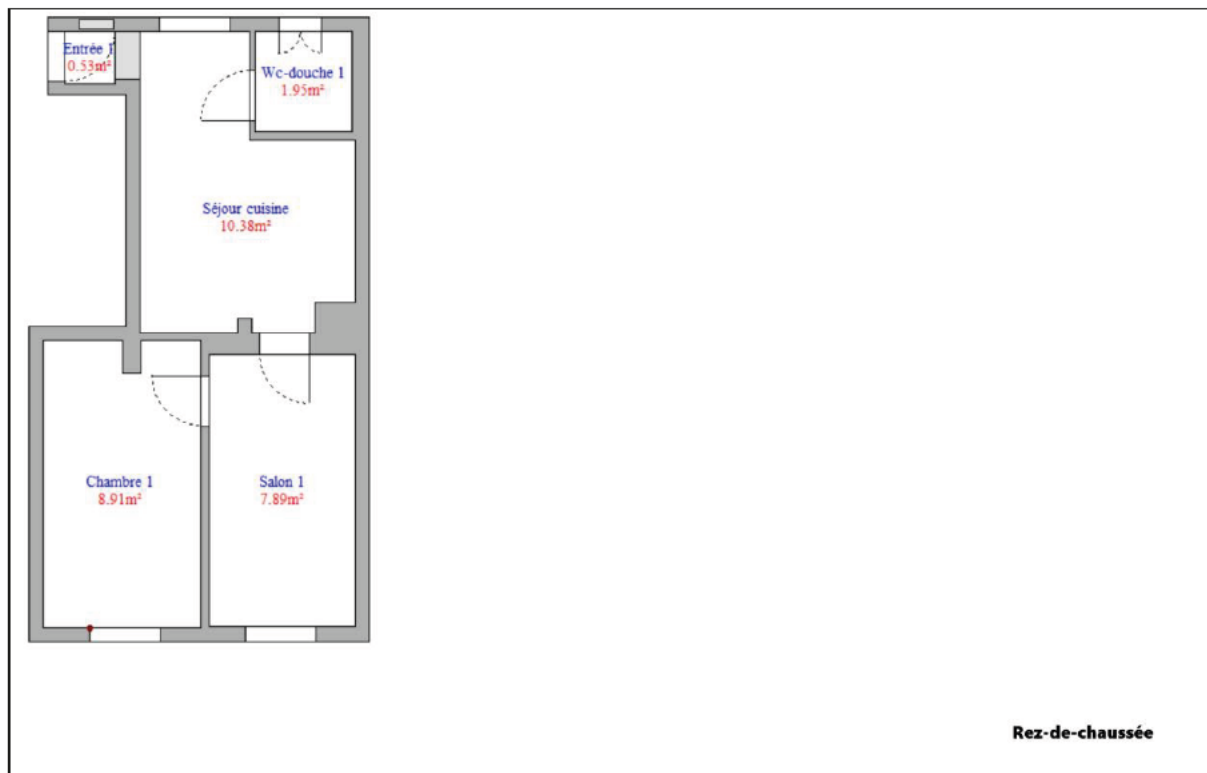 Entrée 1
0.53m²
Wc-douche 1
1.95m²
Séjour cuisine
10.38m²
Chambre 1
8.91m²
Salon 1
7.89m²
Rez-de-chaussée